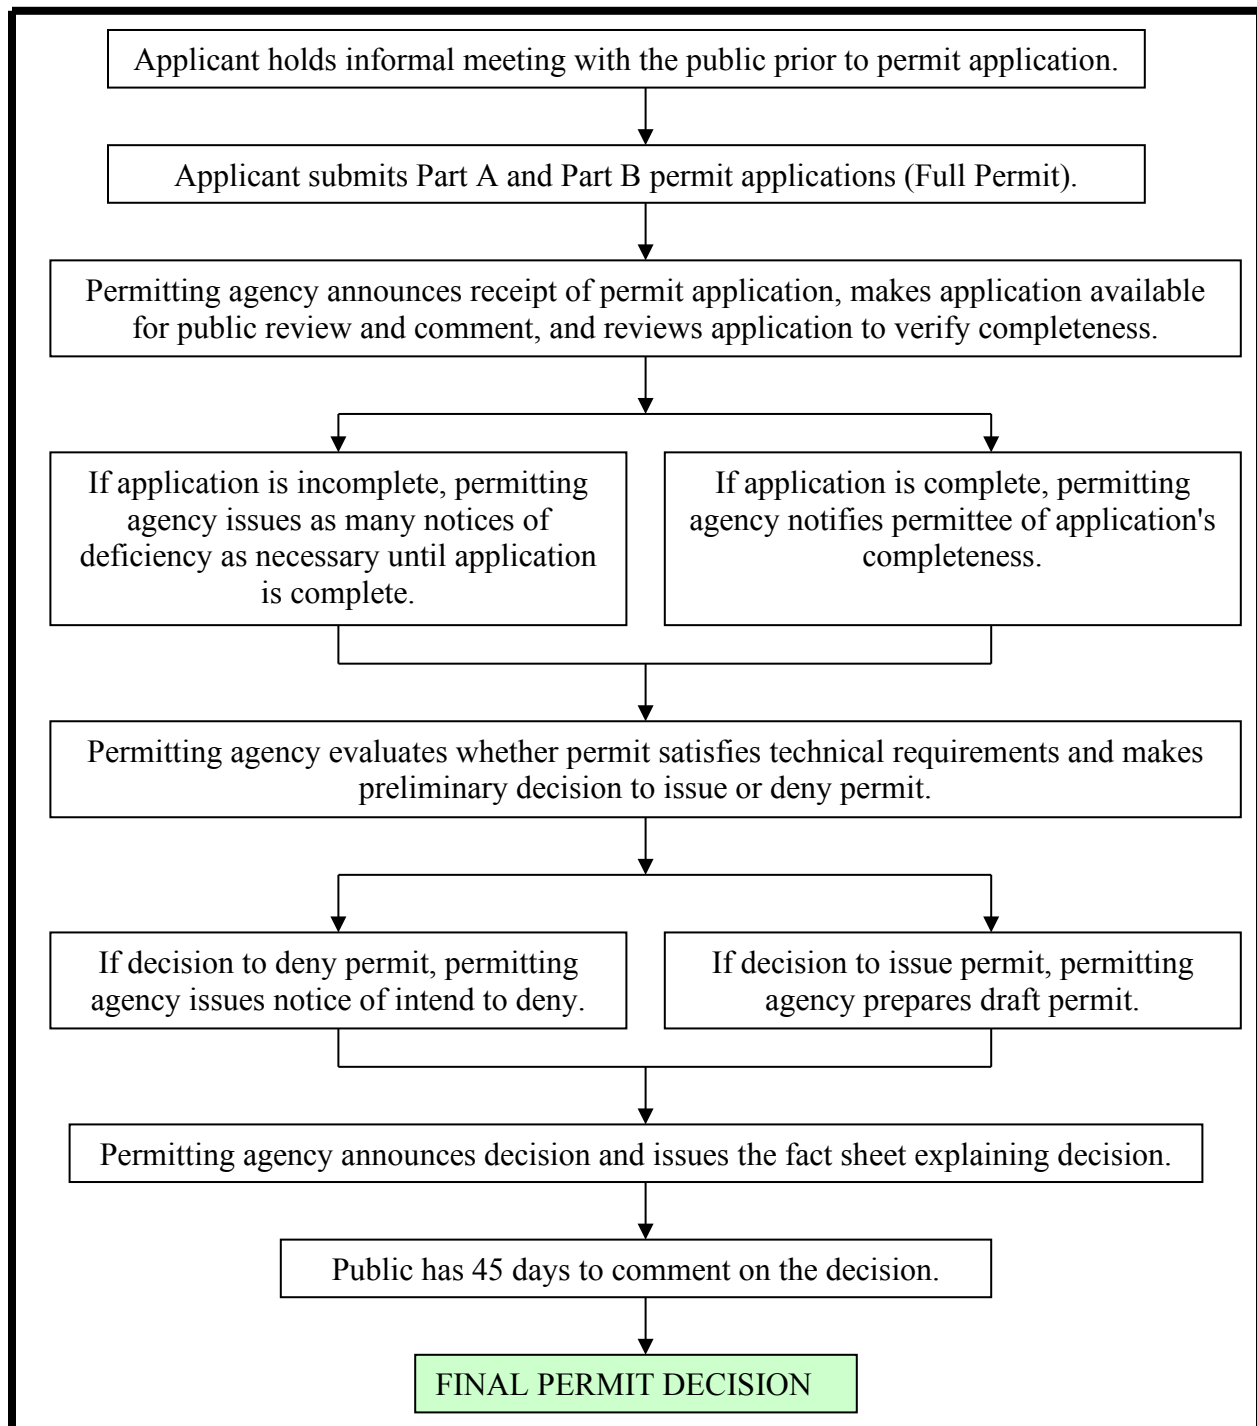 Applicant holds informal meeting with the public prior to permit application.
Applicant submits Part A and Part B permit applications (Full Permit).
Permitting agency announces receipt of permit application, makes application available
for public review and comment, and reviews application to verify completeness.
If application is incomplete, permitting
agency issues as many notices of
deficiency as necessary until application
is complete.
If application is complete, permitting
agency notifies permittee of application's
completeness.
Permitting agency evaluates whether permit satisfies technical requirements and makes
preliminary decision to issue or deny permit.
If decision to deny permit, permitting
agency issues notice of intend to deny.
If decision to issue permit, permitting
agency prepares draft permit.
Permitting agency announces decision and issues the fact sheet explaining decision.
Public has 45 days to comment on the decision.
FINAL PERMIT DECISION